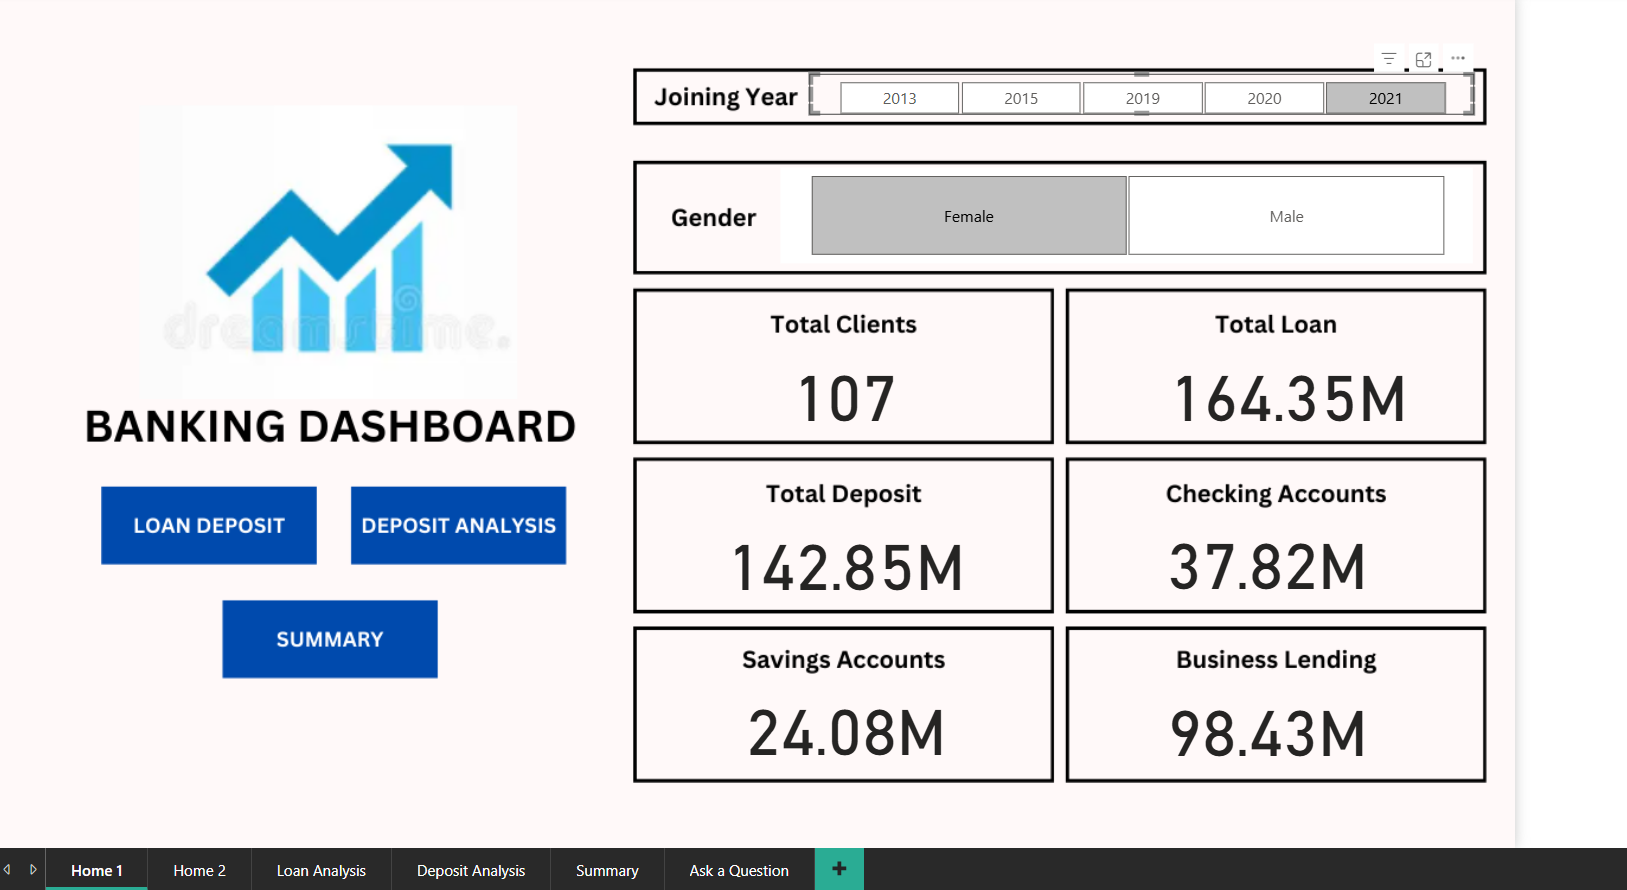 Joining Year
2013
2015
2019
2020
2021
Gender
Female
Male
dreamstime.
BANKING DASHBOARD
LOAN DEPOSIT
DEPOSIT ANALYSIS
SUMMARY
Total Clients
107
Total Loan
164.35M
Total Deposit
142.85M
Checking Accounts
37.82M
Savings Accounts
24.08M
Business Lending
98.43M
Home 1
Home 2
Loan Analysis
Deposit Analysis
Summary
Ask a Question